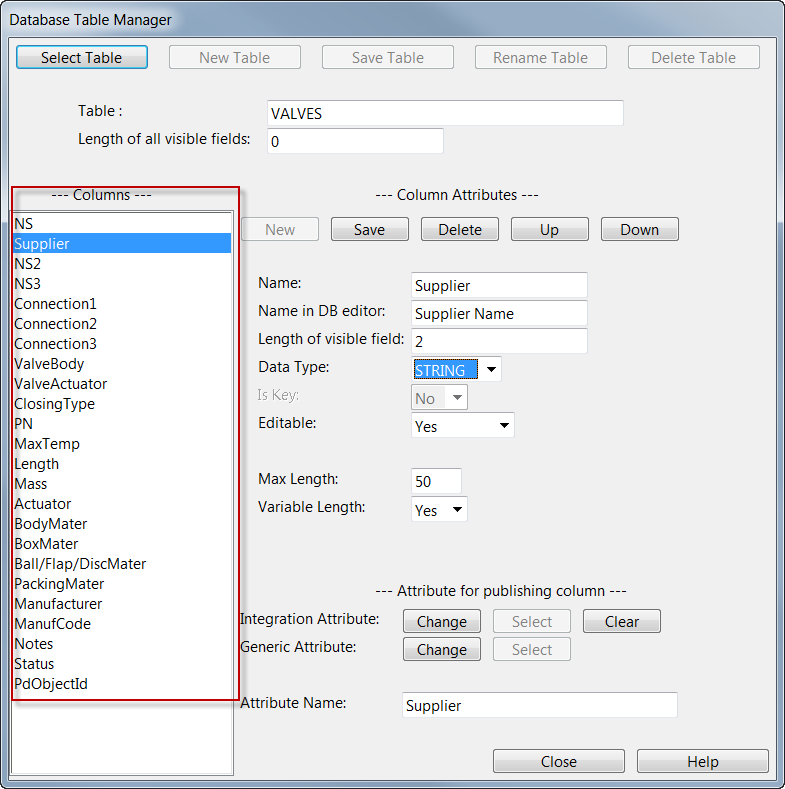 Database Table Manager
Select Table New Table Save Table Rename Table Delete Table
Table : VALVES
Length of all visible fields: 0
--- Columns ---
NS
Supplier
NS2
NS3
Connection1
Connection2
Connection3
ValveBody
ValveActuator
ClosingType
PN
MaxTemp
Length
Mass
Actuator
BodyMater
BoxMater
Ball/Flap/DiscMater
PackingMater
Manufacturer
ManufCode
Notes
Status
PdObjectId
--- Column Attributes ---
New Save Delete Up Down
Name: Supplier
Name in DB editor: Supplier Name
Length of visible field: 2
Data Type: STRING
Is Key: No
Editable: Yes
Max Length: 50
Variable Length: Yes
--- Attribute for publishing column ---
Integration Attribute: Change Select Clear
Generic Attribute: Change Select
Attribute Name: Supplier
Close Help